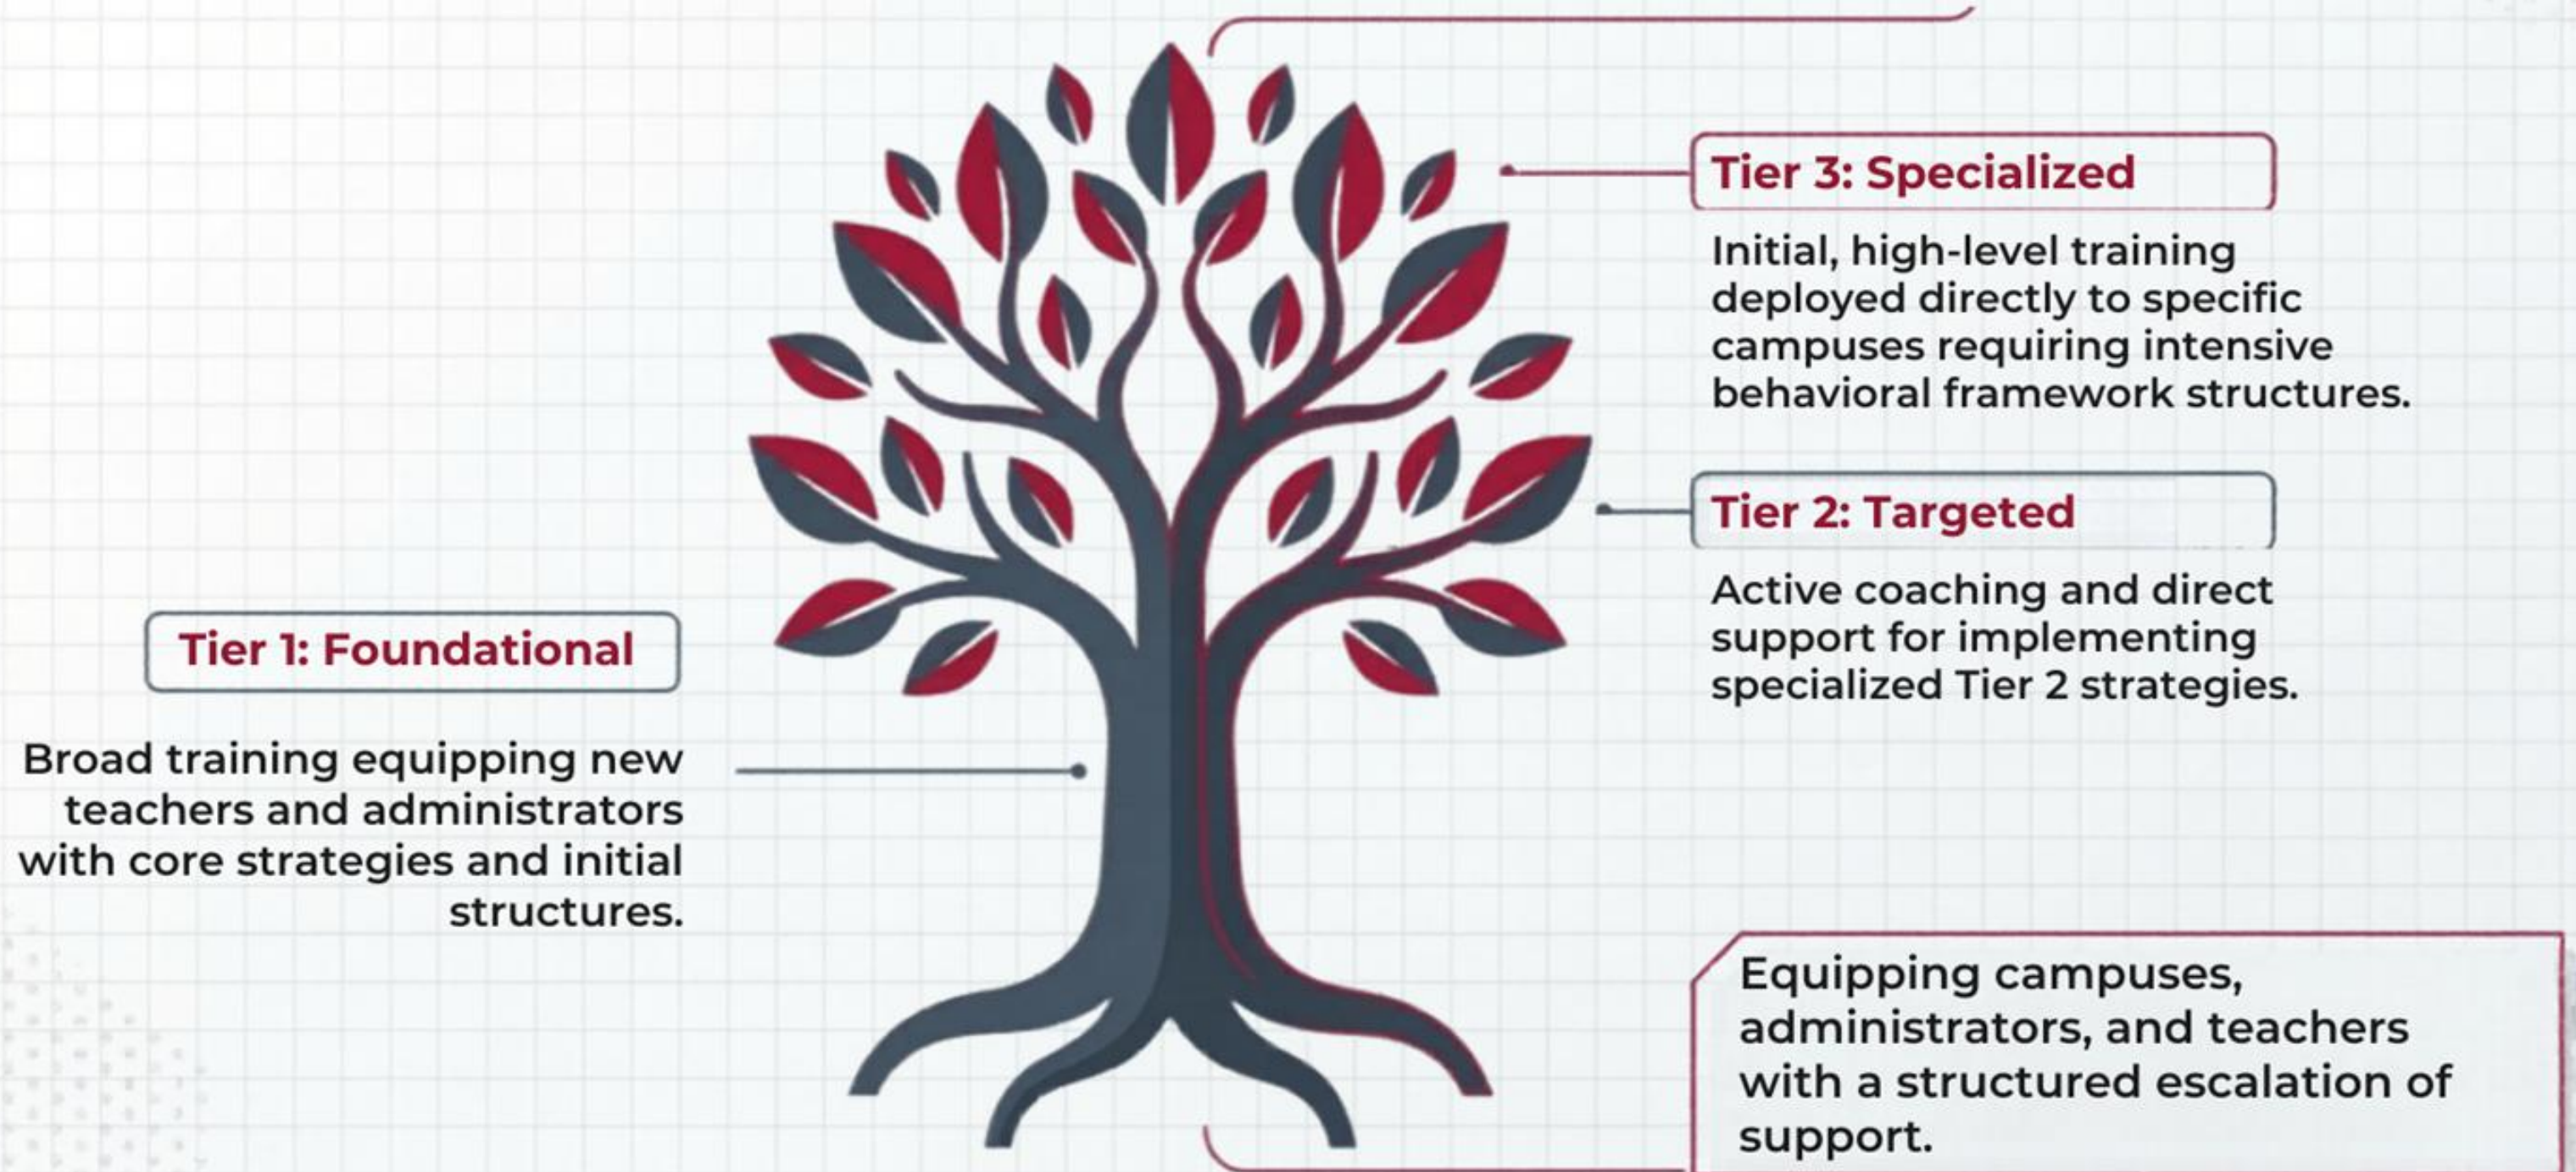 Tier 3: Specialized
Initial, high-level training
deployed directly to specific
campuses requiring intensive
behavioral framework structures.
Tier 2: Targeted
Active coaching and direct
support for implementing
specialized Tier 2 strategies.
Tier 1: Foundational
Broad training equipping new
teachers and administrators
with core strategies and initial
structures.
Equipping campuses,
administrators, and teachers
with a structured escalation of
support.